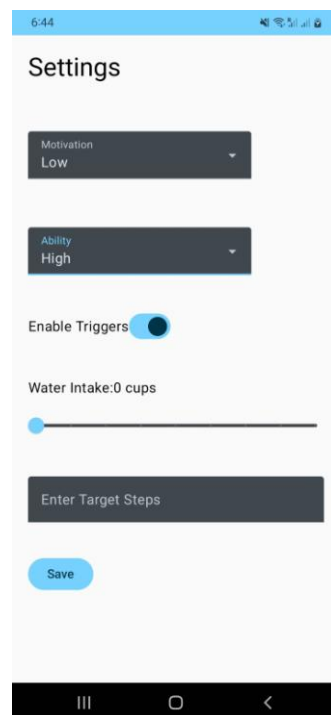 6:44
Settings
Motivation
Low
Ability
High
Enable Triggers
Water Intake:0 cups
Enter Target Steps
Save